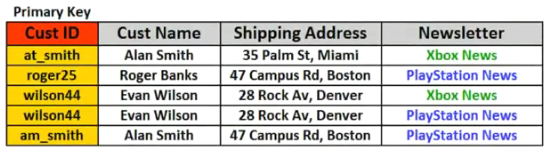 Primary Key
Cust ID Cust Name Shipping Address Newsletter
at_smith Alan Smith 35 Palm St, Miami Xbox News
roger25 Roger Banks 47 Campus Rd, Boston PlayStation News
wilson44 Evan Wilson 28 Rock Av, Denver Xbox News
wilson44 Evan Wilson 28 Rock Av, Denver PlayStation News
am_smith Alan Smith 47 Campus Rd, Boston PlayStation News